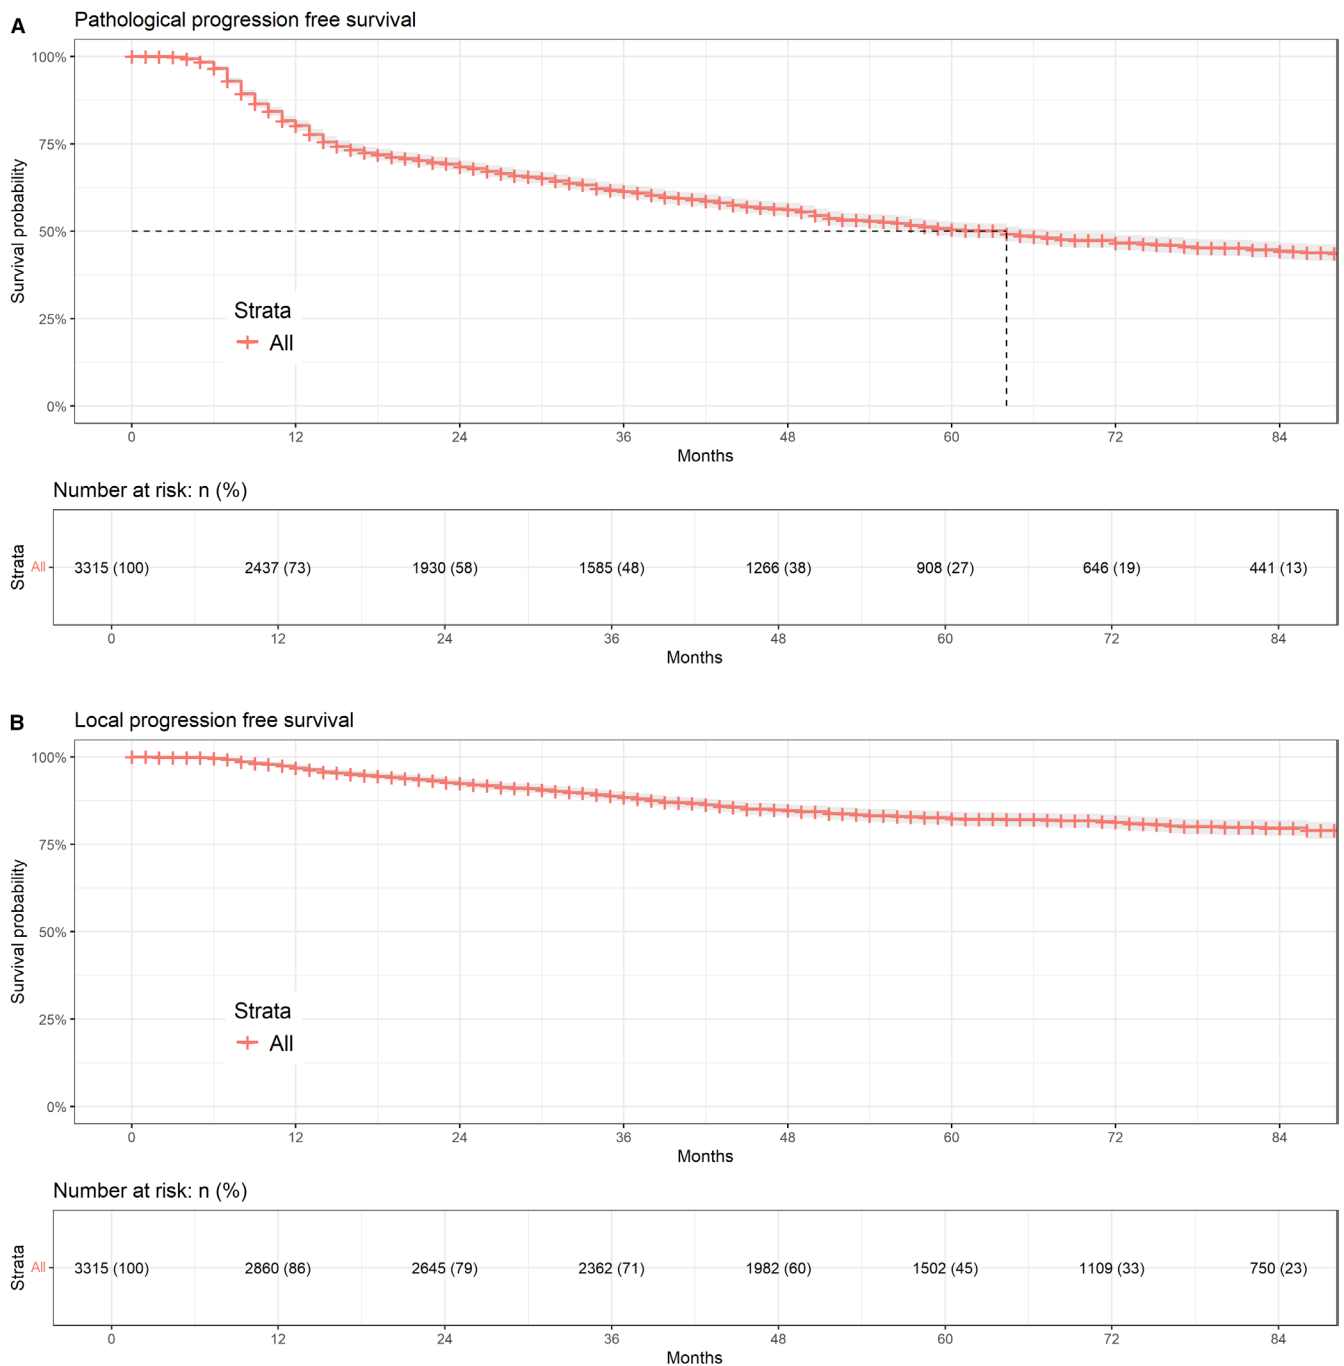 A
Pathological progression free survival
100%
75%
50%
25%
0%
Survival probability
Strata
All
0 12 24 36 48 60 72 84
Months
Number at risk: n (%)
Strata
All 3315 (100) 2437 (73) 1930 (58) 1585 (48) 1266 (38) 908 (27) 646 (19) 441 (13)
0 12 24 36 48 60 72 84
Months
B
Local progression free survival
100%
75%
50%
25%
0%
Survival probability
Strata
All
0 12 24 36 48 60 72 84
Months
Number at risk: n (%)
Strata
All 3315 (100) 2860 (86) 2645 (79) 2362 (71) 1982 (60) 1502 (45) 1109 (33) 750 (23)
0 12 24 36 48 60 72 84
Months